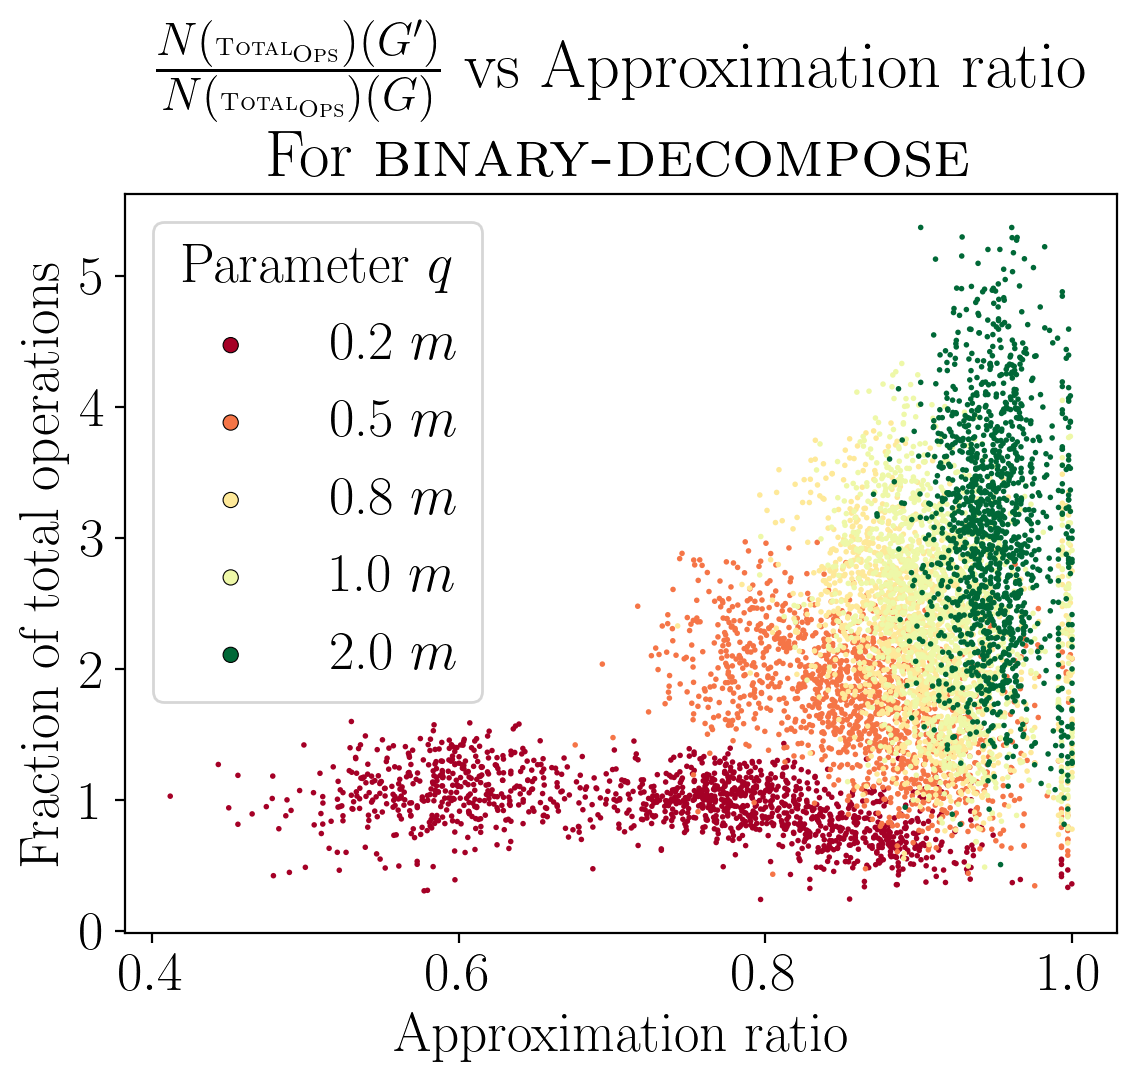 N(TotalOps)(G′)
N(TotalOps)(G)
vs Approximation ratio
For BINARY-DECOMPOSE
Parameter q
0.2 m
0.5 m
0.8 m
1.0 m
2.0 m
Fraction of total operations
5
4
3
2
1
0
0.4 0.6 0.8 1.0
Approximation ratio